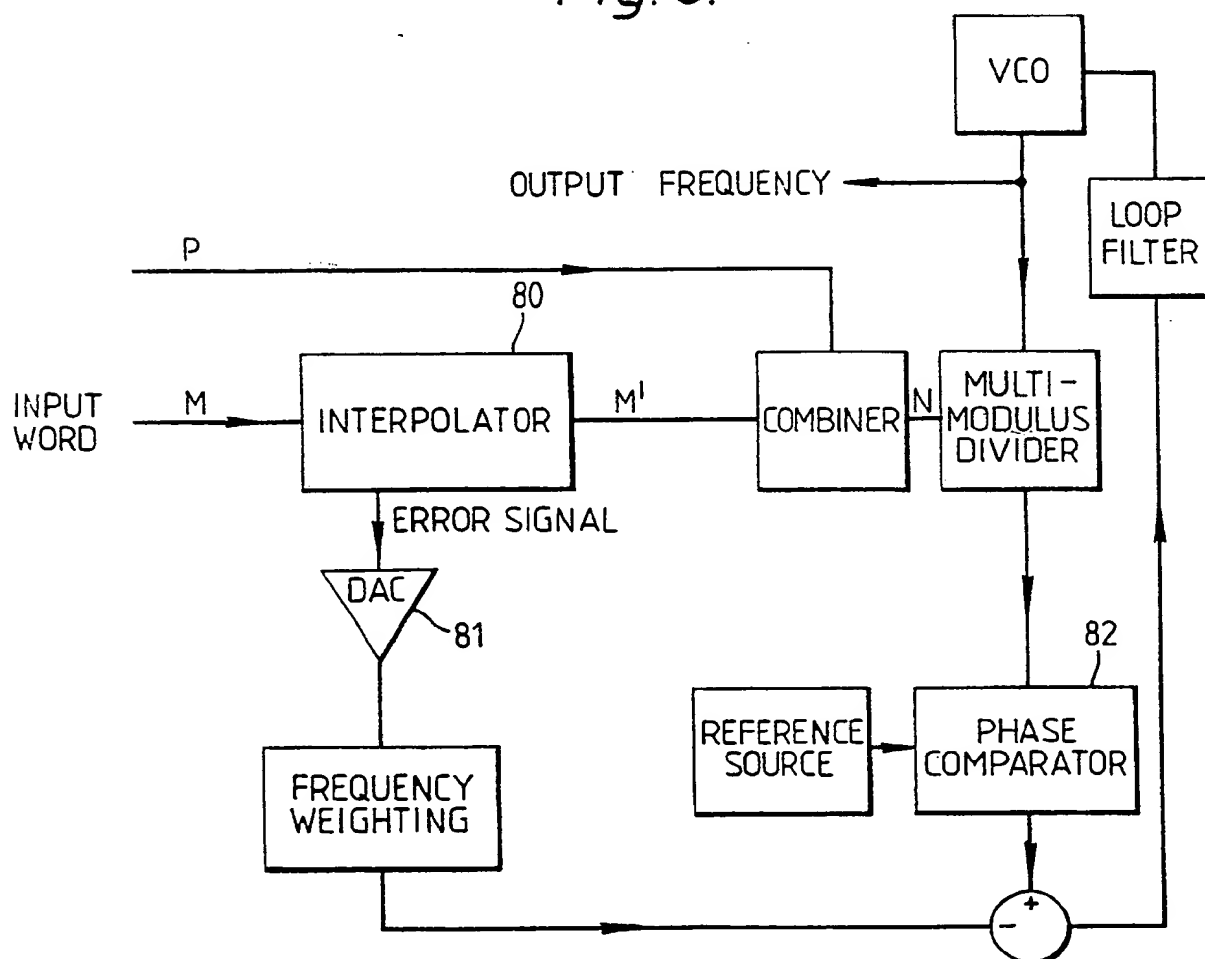 VCO
OUTPUT FREQUENCY
LOOP
FILTER
P
80
INPUT
WORD
M
INTERPOLATOR
M'
COMBINER
N
MULTI-
MODULUS
DIVIDER
ERROR SIGNAL
DAC
81
82
REFERENCE
SOURCE
PHASE
COMPARATOR
FREQUENCY
WEIGHTING
+
-